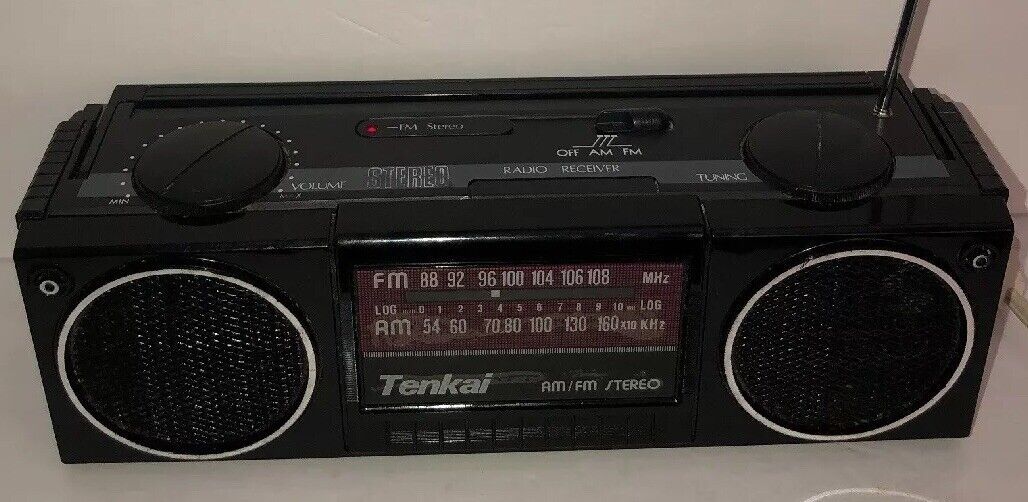 FM Stereo
OFF AM FM
VOLUME STEREO RADIO RECEIVER TUNING
MIN
FM 88 92 96 100 104 106 108 MHz
LOG 0 1 2 3 4 5 6 7 8 9 10 LOG
AM 54 60 70 80 100 130 160 x10 KHz
Tenkai AM/FM STEREO